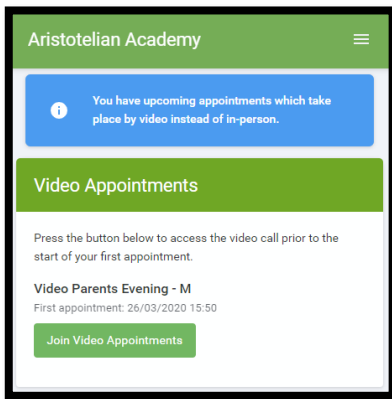 Aristotelian Academy
You have upcoming appointments which take
place by video instead of in-person.
Video Appointments
Press the button below to access the video call prior to the
start of your first appointment.
Video Parents Evening - M
First appointment: 26/03/2020 15:50
Join Video Appointments